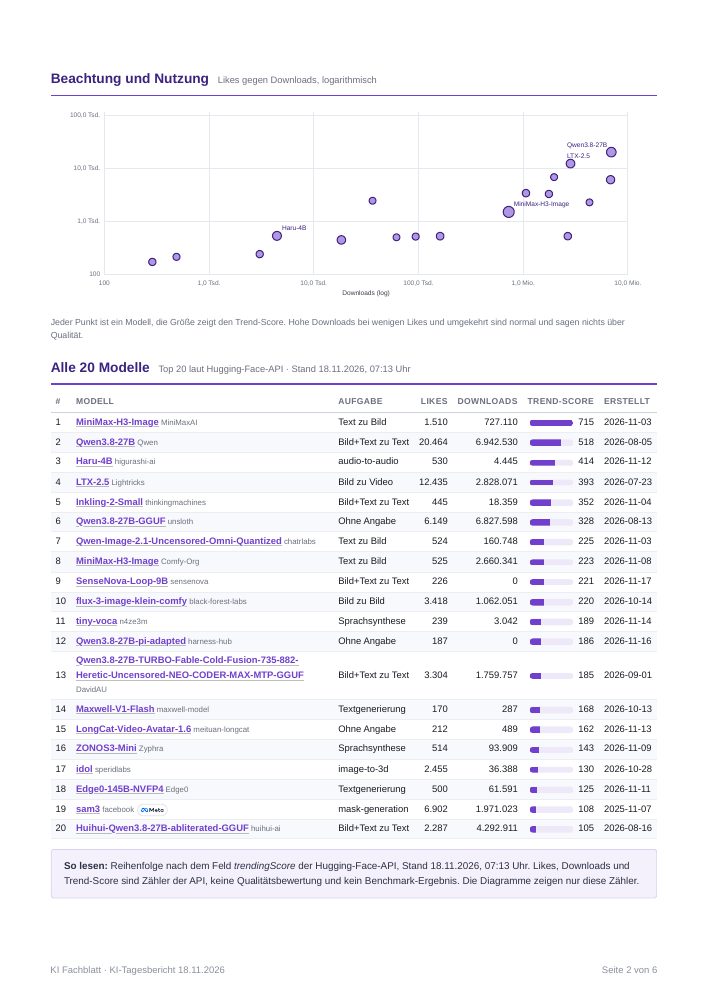 Beachtung und Nutzung Likes gegen Downloads, logarithmisch
100.0 Tsd.
10,0 Tsd.
1,0 Tsd.
100
Qwen3.8-27B
LTX-2.5
MiniMax-H3-Image
Haru-4B
100 1,0 Tsd. 10,0 Tsd. 100,0 Tsd. 1,0 Mio. 10,0 Mio.
Downloads (log)
Jeder Punkt ist ein Modell, die Größe zeigt den Trend-Score. Hohe Downloads bei wenigen Likes und umgekehrt sind normal und sagen nichts über
Qualität.
Alle 20 Modelle Top 20 laut Hugging-Face-API · Stand 18.11.2026, 07:13 Uhr
# MODELL AUFGABE LIKES DOWNLOADS TREND-SCORE ERSTELLT
1 MiniMax-H3-Image MiniMaxAI Text zu Bild 1.510 727.110 715 2026-11-03
2 Qwen3.8-27B Qwen Bild+Text zu Text 20.464 6.942.530 518 2026-08-05
3 Haru-4B higurashi-ai audio-to-audio 530 4.445 414 2026-11-12
4 LTX-2.5 Lightricks Bild zu Video 12.435 2.828.071 393 2026-07-23
5 Inkling-2-Small thinkingmachines Bild+Text zu Text 445 18.359 352 2026-11-04
6 Qwen3.8-27B-GGUF unsloth Ohne Angabe 6.149 6.827.598 328 2026-08-13
7 Qwen-Image-2.1-Uncensored-Omni-Quantized chatrlabs Text zu Bild 524 160.748 225 2026-11-03
8 MiniMax-H3-Image Comfy-Org Text zu Bild 525 2.660.341 223 2026-11-08
9 SenseNova-Loop-9B sensenova Bild+Text zu Text 226 0 221 2026-11-17
10 flux-3-image-klein-comfy black-forest-labs Bild zu Bild 3.418 1.062.051 220 2026-10-14
11 tiny-voca n4ze3m Sprachsynthese 239 3.042 189 2026-11-14
12 Qwen3.8-27B-pi-adapted harness-hub Ohne Angabe 187 0 186 2026-11-16
Qwen3.8-27B-TURBO-Fable-Cold-Fusion-735-882-
13 Heretic-Uncensored-NEO-CODER-MAX-MTP-GGUF Bild+Text zu Text 3.304 1.759.757 185 2026-09-01
DavidAU
14 Maxwell-V1-Flash maxwell-model Textgenerierung 170 287 168 2026-10-13
15 LongCat-Video-Avatar-1.6 meituan-longcat Ohne Angabe 212 489 162 2026-11-13
16 ZONOS3-Mini Zyphra Sprachsynthese 514 93.909 143 2026-11-09
17 idol speridlabs image-to-3d 2.455 36.388 130 2026-10-28
18 Edge0-145B-NVFP4 Edge0 Textgenerierung 500 61.591 125 2026-11-11
19 sam3 facebook Meta mask-generation 6.902 1.971.023 108 2025-11-07
20 Huihui-Qwen3.8-27B-abliterated-GGUF huihui-ai Bild+Text zu Text 2.287 4.292.911 105 2026-08-16
So lesen: Reihenfolge nach dem Feld trendingScore der Hugging-Face-API, Stand 18.11.2026, 07:13 Uhr. Likes, Downloads und
Trend-Score sind Zähler der API, keine Qualitätsbewertung und kein Benchmark-Ergebnis. Die Diagramme zeigen nur diese Zähler.
KI Fachblatt · KI-Tagesbericht 18.11.2026 Seite 2 von 6